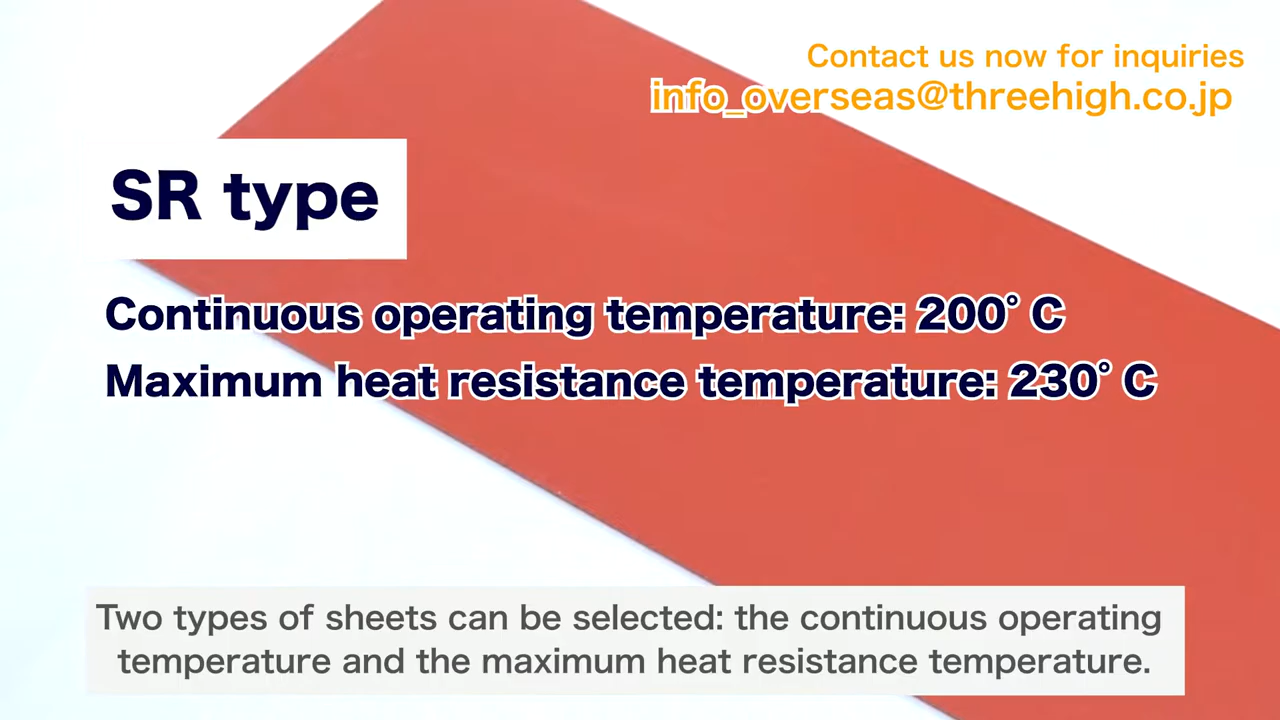 Contact us now for inquiries
info_overseas@threehigh.co.jp
SR type
Continuous operating temperature: 200°C
Maximum heat resistance temperature: 230°C
Two types of sheets can be selected: the continuous operating
temperature and the maximum heat resistance temperature.